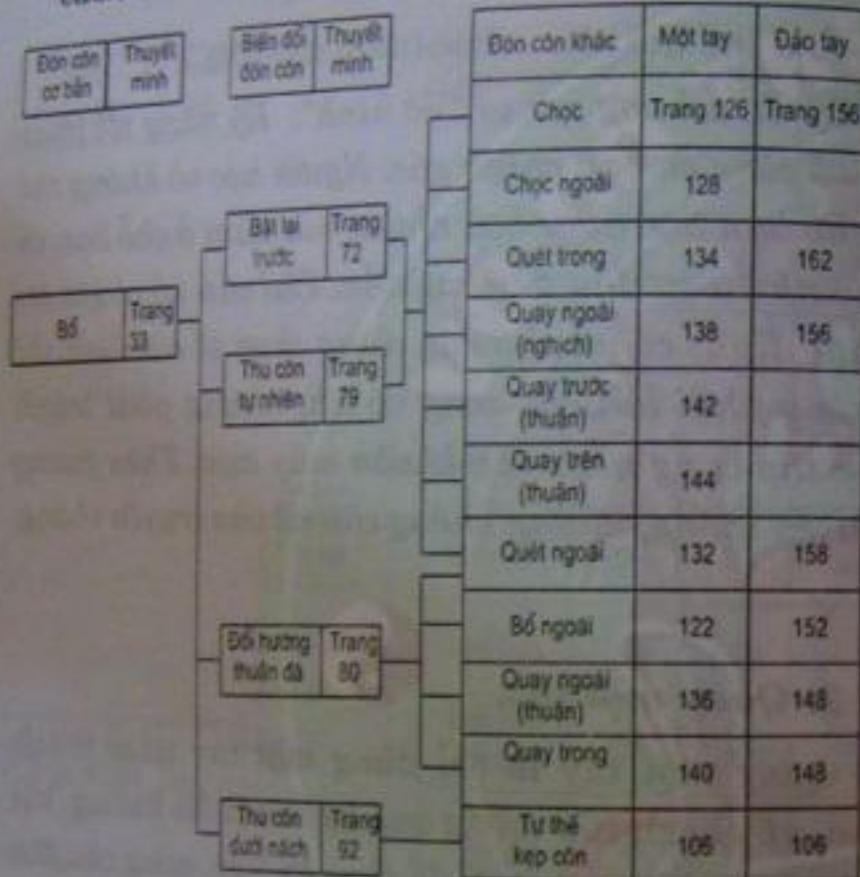 Đòn côn
cơ bản
Thuyết
minh
Biến đổi
đòn côn
Thuyết
minh
Đòn côn khác Một tay Đảo tay
Chọc Trang 126 Trang 156
Chọc ngoài 128
Bật lại
trước
Trang
72
Quét trong 134 162
Bổ
Trang
33
Quay ngoài
(nghịch)
138 156
Thu côn
tự nhiên
Trang
79
Quay trước
(thuận)
142
Quay trên
(thuận)
144
Quét ngoài 132 158
Bổ ngoài 122 152
Đổi hướng
thuận đà
Trang
80
Quay ngoài
(thuận)
136 148
Quay trong 140 148
Thu côn
dưới nách
Trang
92
Tư thế
kẹp côn
106 106